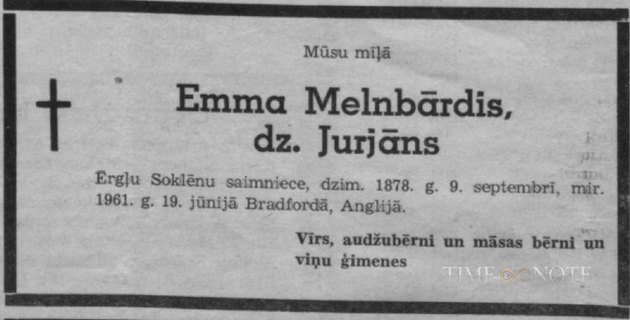 Mūsu mīļā
Emma Melnbārdis,
dz. Jurjāns
Ērgļu Soklēnu saimniece, dzim. 1878. g. 9. septembrī, mir.
1961. g. 19. jūnijā Bradfordā, Anglijā.
Vīrs, audžubērni un māsas bērni un
viņu ģimenes
TIME NOTE